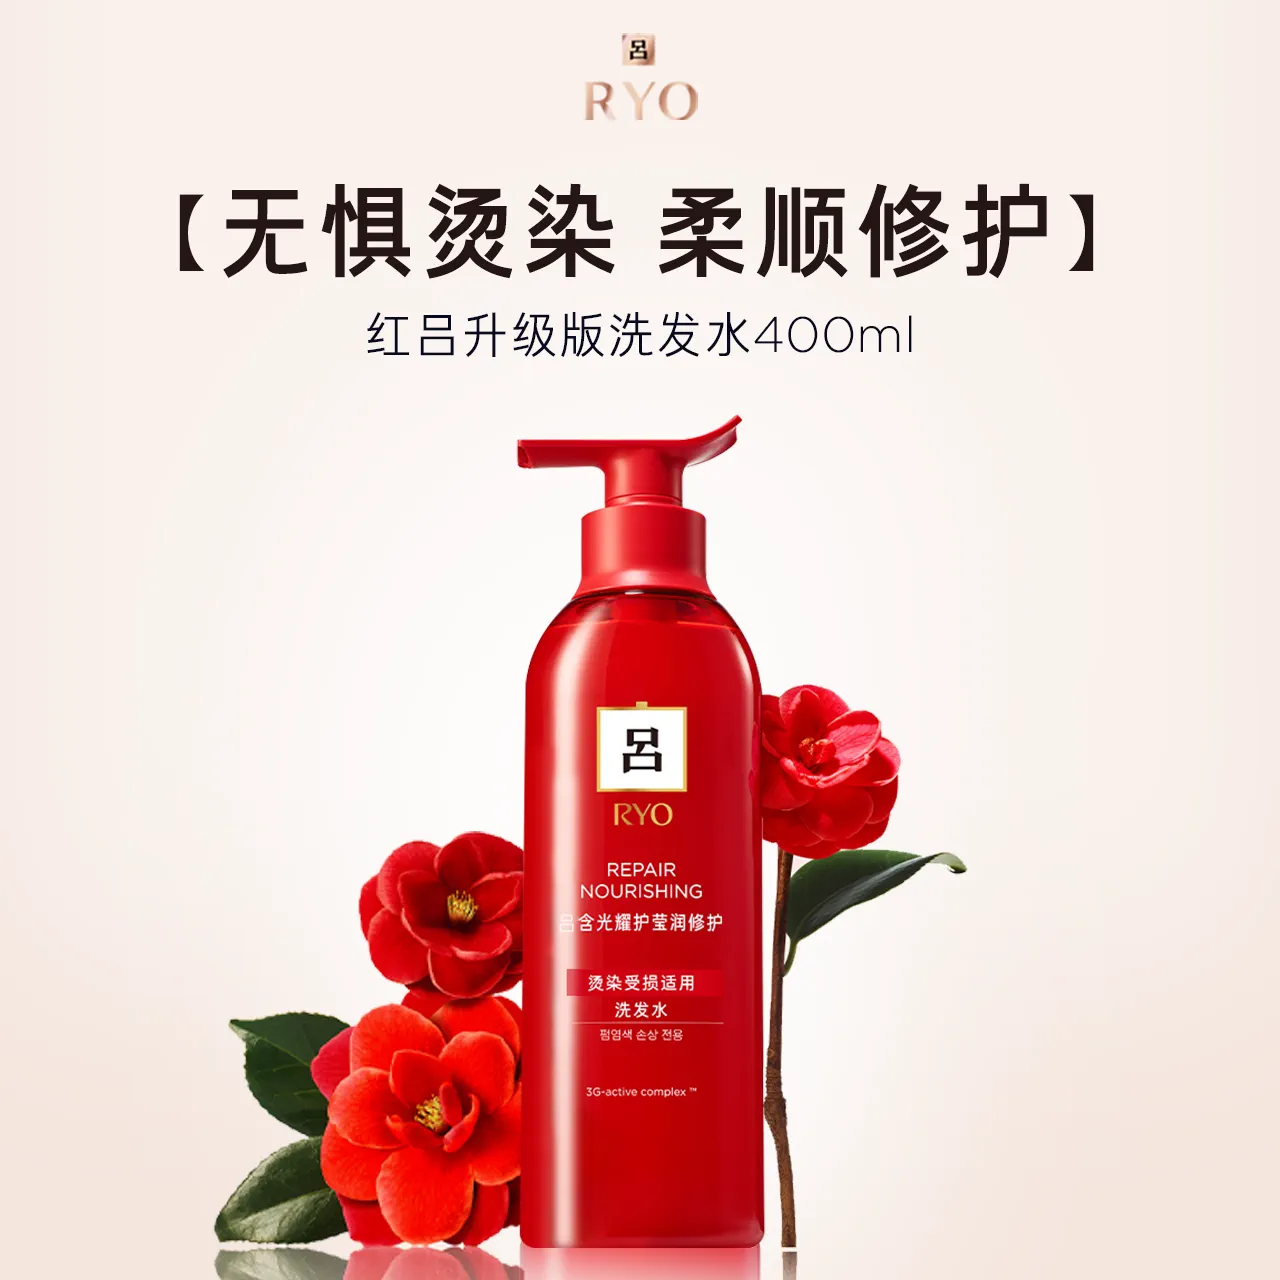 呂
RYO
【无惧烫染 柔顺修护】
红吕升级版洗发水400ml
呂
RYO
REPAIR
NOURISHING
吕含光耀护莹润修护
烫染受损适用
洗发水
펌염색 손상 전용
3G-active complex ™